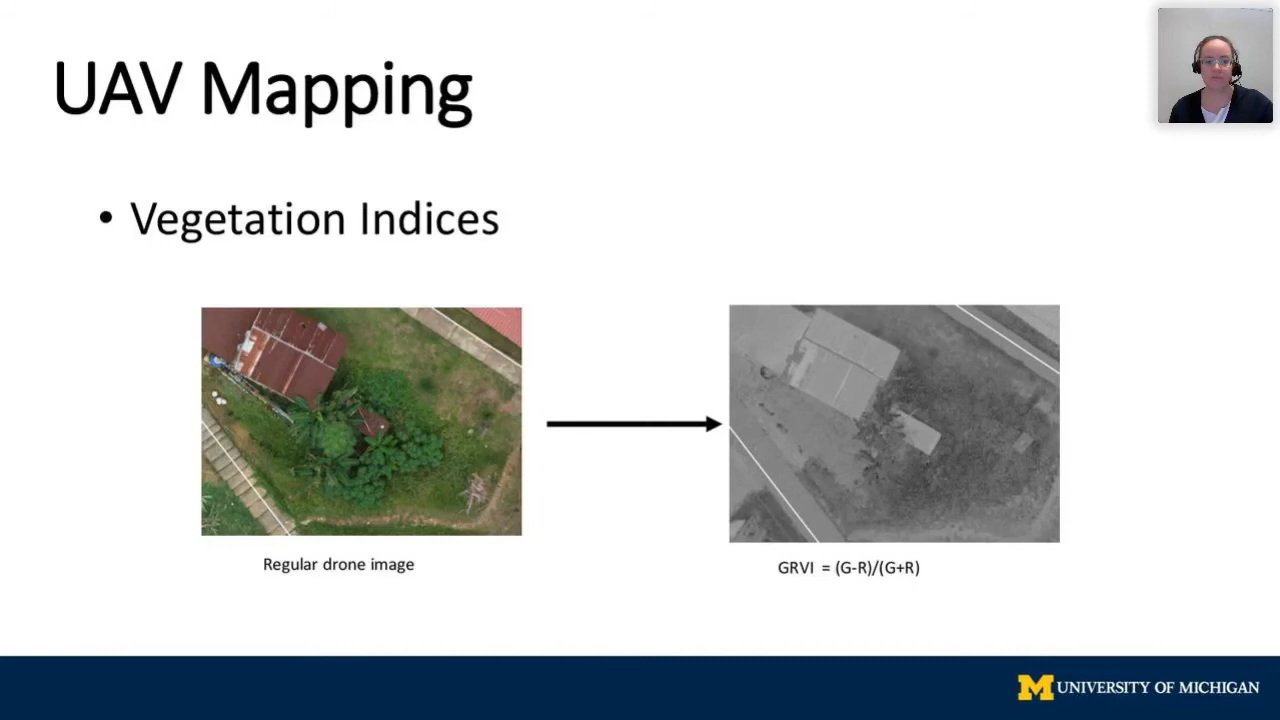 UAV Mapping
• Vegetation Indices
Regular drone image
GRVI = (G-R)/(G+R)
M UNIVERSITY OF MICHIGAN